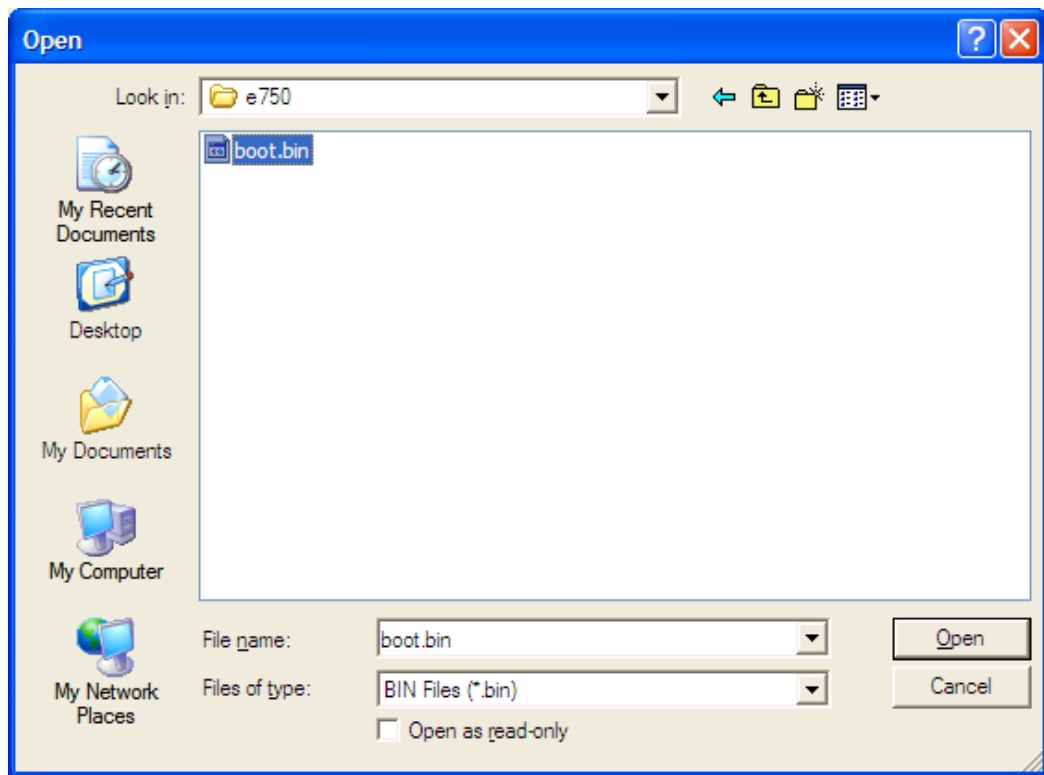 Open
Look in: e750
boot.bin
My Recent
Documents
Desktop
My Documents
My Computer
My Network
Places
File name: boot.bin Open
Files of type: BIN Files (*.bin) Cancel
Open as read-only